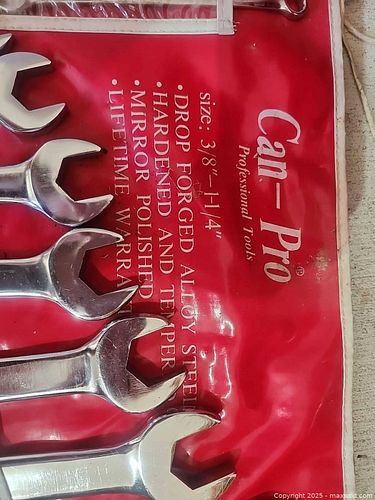 Can-Pro®
Professional Tools
size: 3/8"-1-1/4"
•DROP FORGED ALLOY STEEL
•HARDENED AND TEMPER
•MIRROR POLISHED
•LIFETIME WARRA
Copyright 2025 - maxsold.com